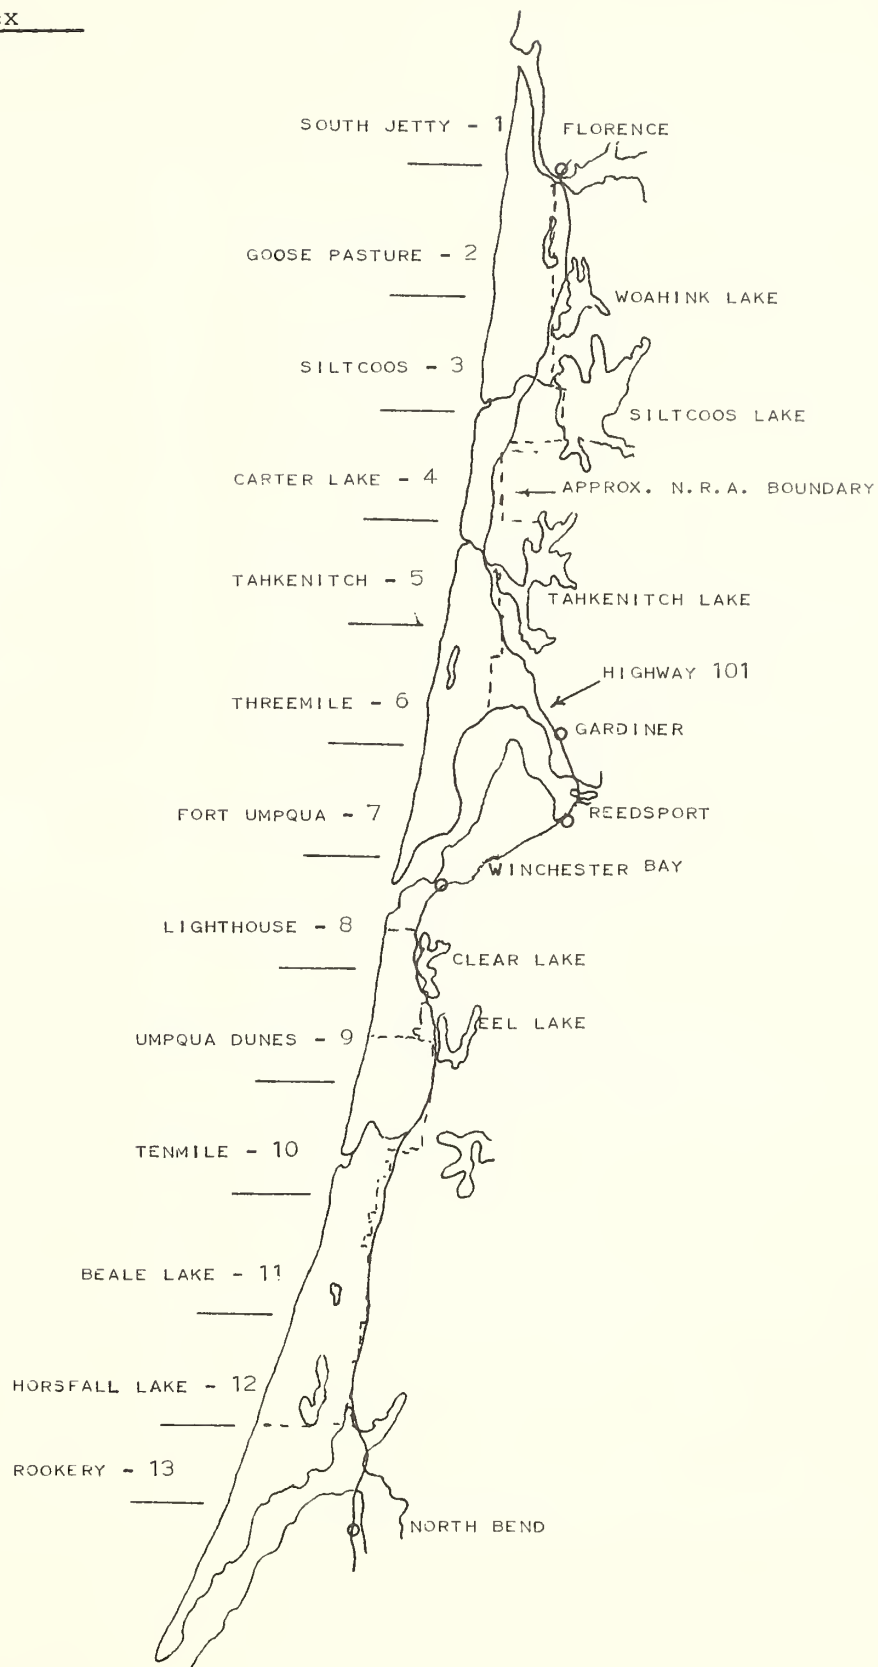 SOUTH JETTY - 1
FLORENCE
GOOSE PASTURE - 2
WOAHINK LAKE
SILTCOOS - 3
SILTCOOS LAKE
CARTER LAKE - 4
APPROX. N.R.A. BOUNDARY
TAHKENITCH - 5
TAHKENITCH LAKE
HIGHWAY 101
THREEMILE - 6
GARDINER
FORT UMPQUA - 7
REEDSPORT
WINCHESTER BAY
LIGHTHOUSE - 8
CLEAR LAKE
EEL LAKE
UMPQUA DUNES - 9
TENMILE - 10
BEALE LAKE - 11
HORSFALL LAKE - 12
ROOKERY - 13
NORTH BEND